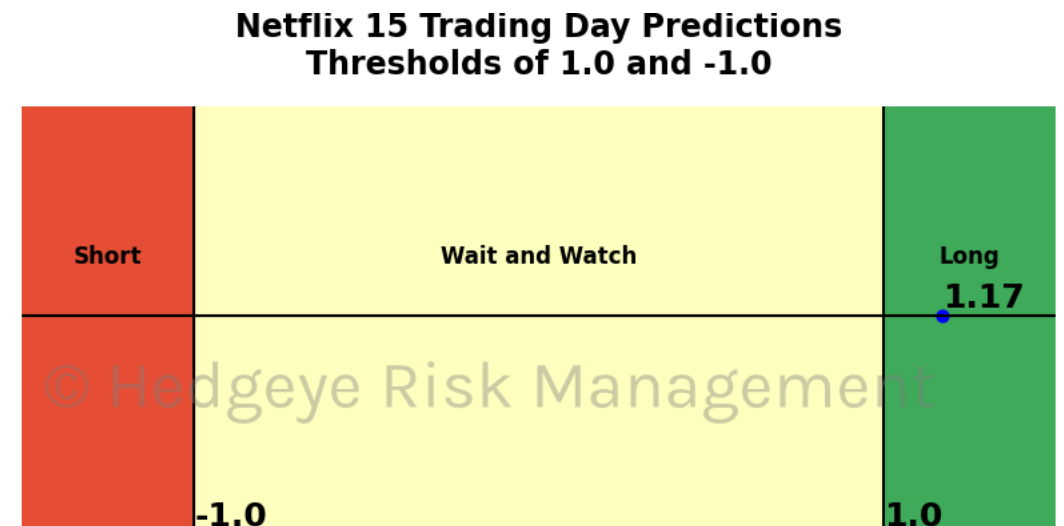 Netflix 15 Trading Day Predictions
Thresholds of 1.0 and -1.0
Short
Wait and Watch
Long
1.17
© Hedgeye Risk Management
-1.0
1.0